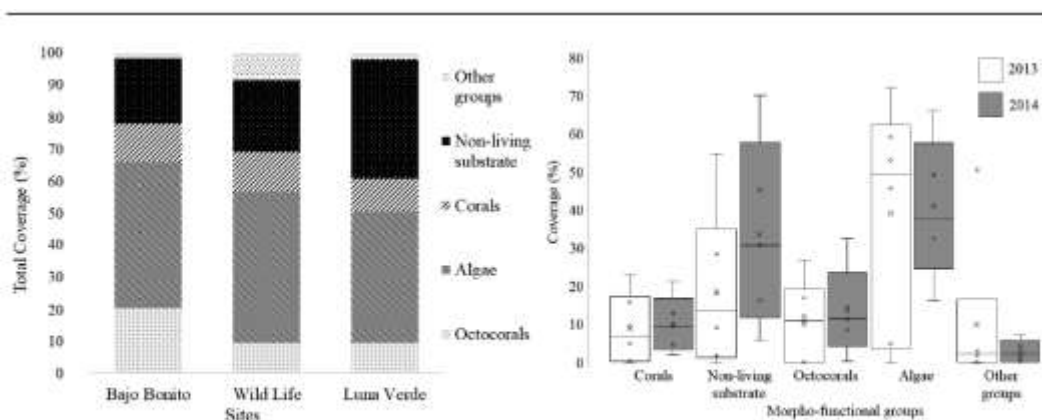 Total Coverage (%)
100
90
80
70
60
50
40
30
20
10
0
Bajo Bonito
Wild Life
Luna Verde
Sites
Other
groups
Non-living
substrate
Corals
Algae
Octocorals
Coverage (%)
80
70
60
50
40
30
20
10
0
2013
2014
Corals
Non-living
substrate
Octocorals
Algae
Other
groups
Morpho-functional groups